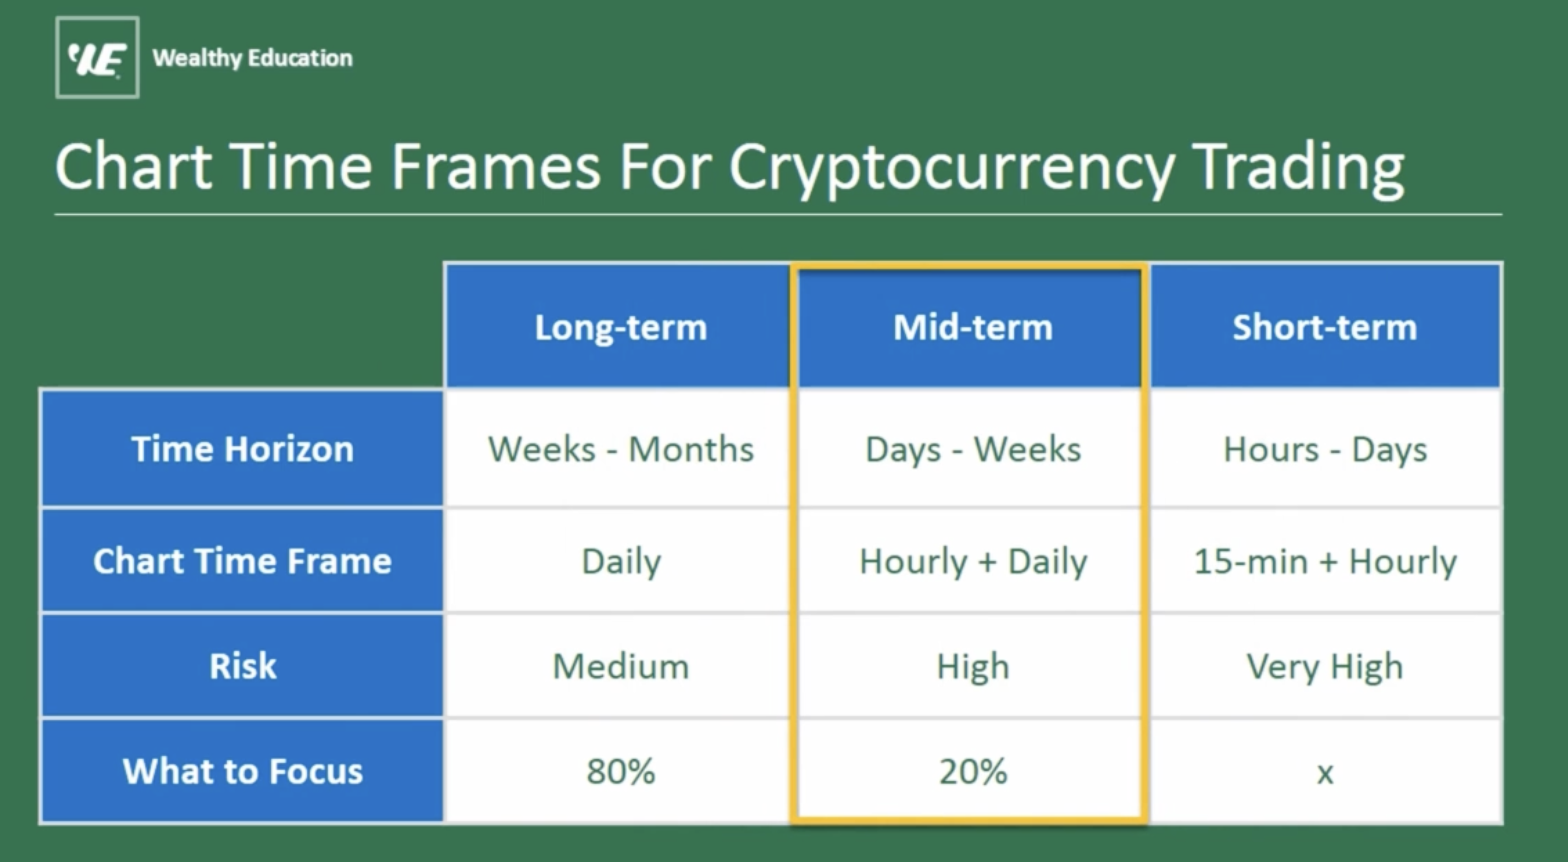 WE
Wealthy Education
Chart Time Frames For Cryptocurrency Trading
Long-term Mid-term Short-term
Time Horizon Weeks - Months Days - Weeks Hours - Days
Chart Time Frame Daily Hourly + Daily 15-min + Hourly
Risk Medium High Very High
What to Focus 80% 20% x